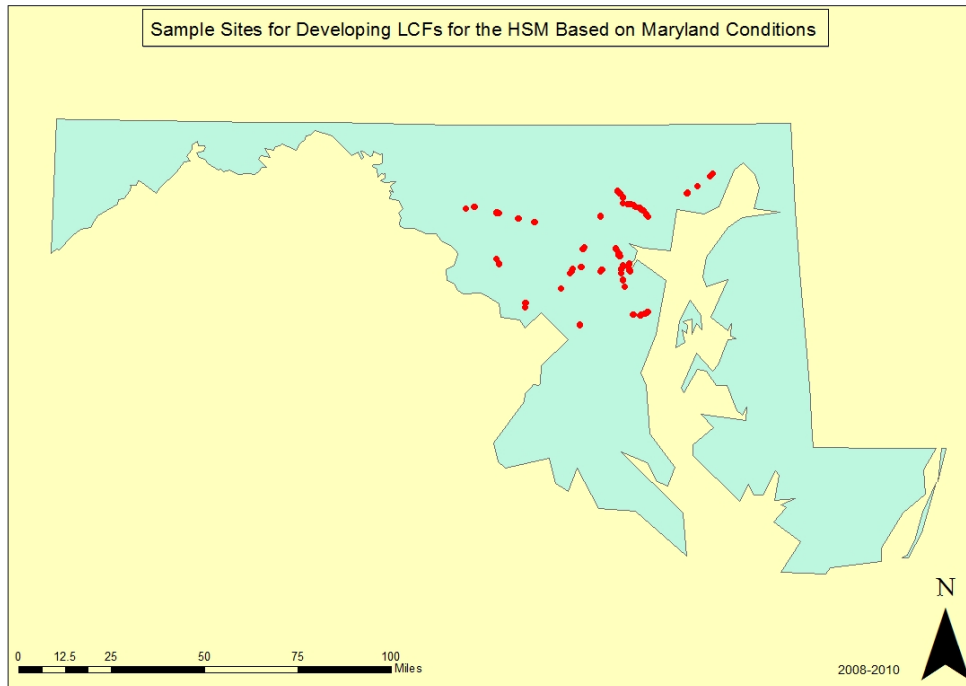 Sample Sites for Developing LCFs for the HSM Based on Maryland Conditions
N
0 12.5 25 50 75 100
Miles
2008-2010